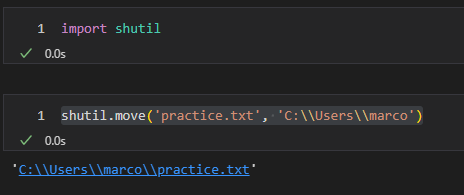 1 import shutil
0.0s
1 shutil.move('practice.txt', 'C:\\Users\\marco')
0.0s
'C:\\Users\\marco\\practice.txt'